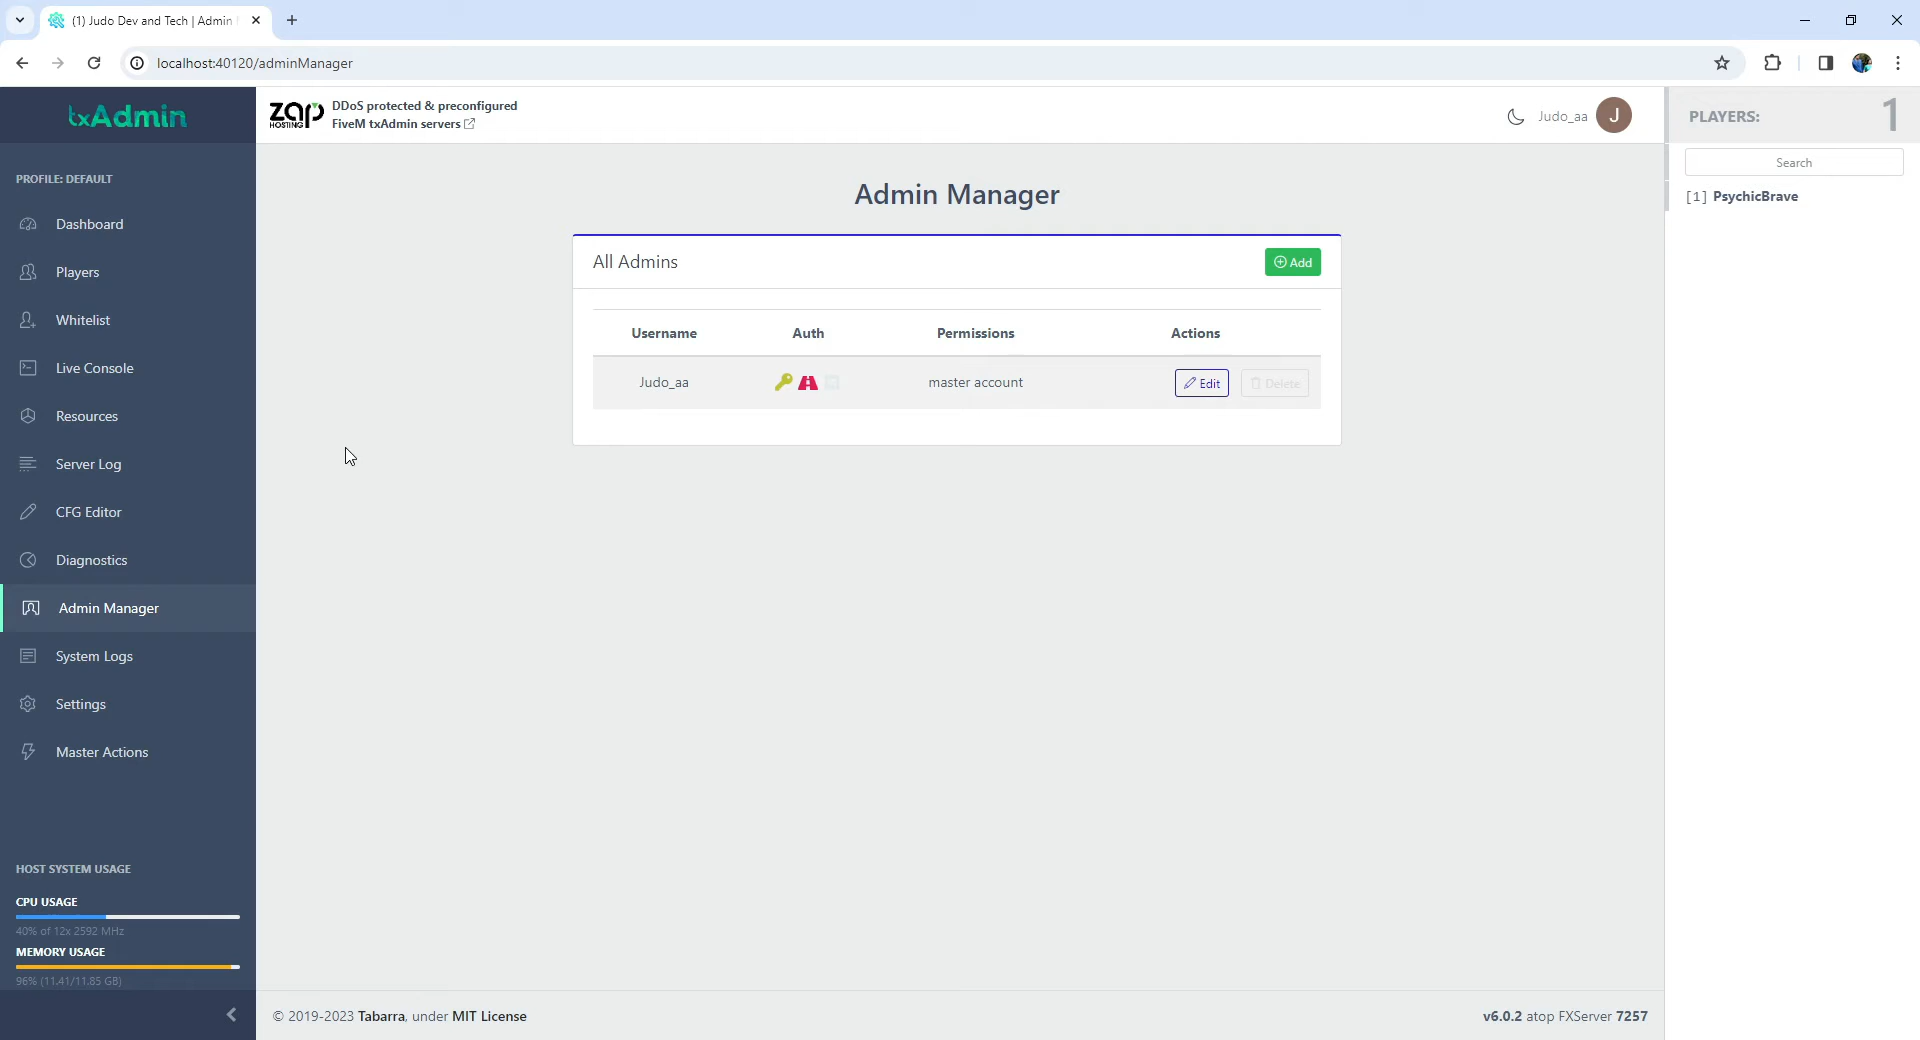 (1) Judo Dev and Tech | Admin
localhost:40120/adminManager
txAdmin
ZAP
HOSTING
DDoS protected & preconfigured
FiveM txAdmin servers
Judo_aa
J
PLAYERS:
1
Search
[1] PsychicBrave
PROFILE: DEFAULT
Dashboard
Players
Whitelist
Live Console
Resources
Server Log
CFG Editor
Diagnostics
Admin Manager
System Logs
Settings
Master Actions
HOST SYSTEM USAGE
CPU USAGE
40% of 12x 2592 MHz
MEMORY USAGE
96% (11.41/11.85 GB)
Admin Manager
All Admins
Add
Username Auth Permissions Actions
Judo_aa master account Edit Delete
© 2019-2023 Tabarra, under MIT License
v6.0.2 atop FXServer 7257